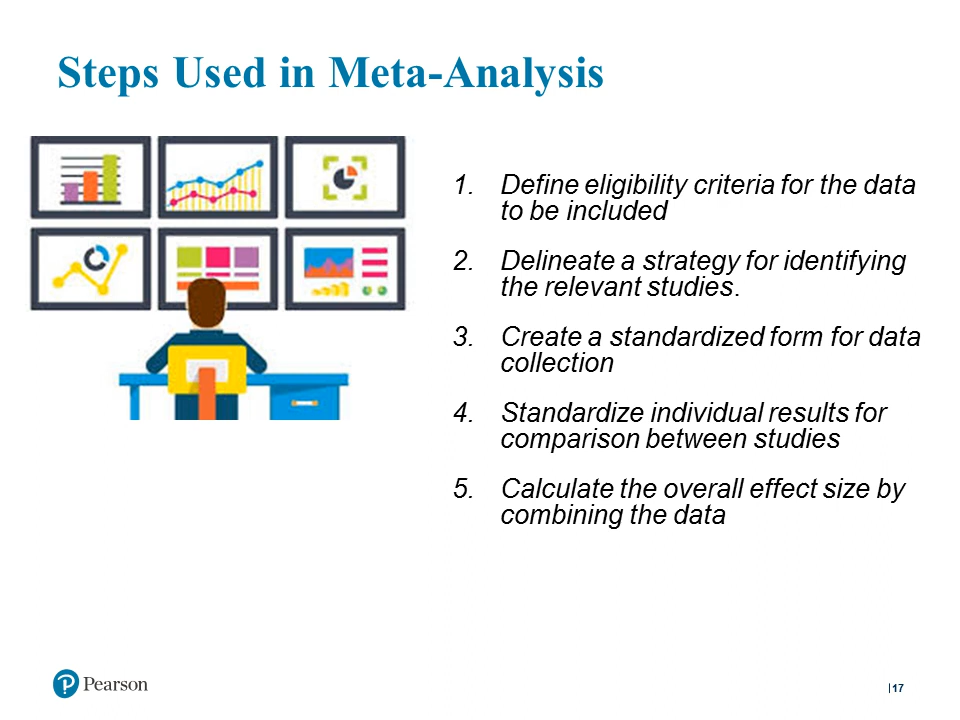 Steps Used in Meta-Analysis
1. Define eligibility criteria for the data
to be included
2. Delineate a strategy for identifying
the relevant studies.
3. Create a standardized form for data
collection
4. Standardize individual results for
comparison between studies
5. Calculate the overall effect size by
combining the data
P Pearson
|17